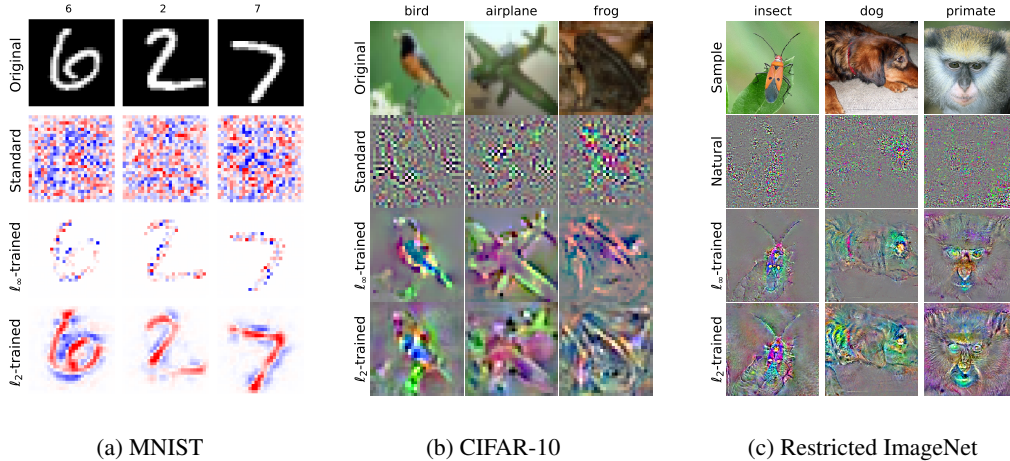 6 2 7
Original
Standard
ℓ∞-trained
ℓ2-trained
(a) MNIST
bird airplane frog
Original
Standard
ℓ∞-trained
ℓ2-trained
(b) CIFAR-10
insect dog primate
Sample
Natural
ℓ∞-trained
ℓ2-trained
(c) Restricted ImageNet